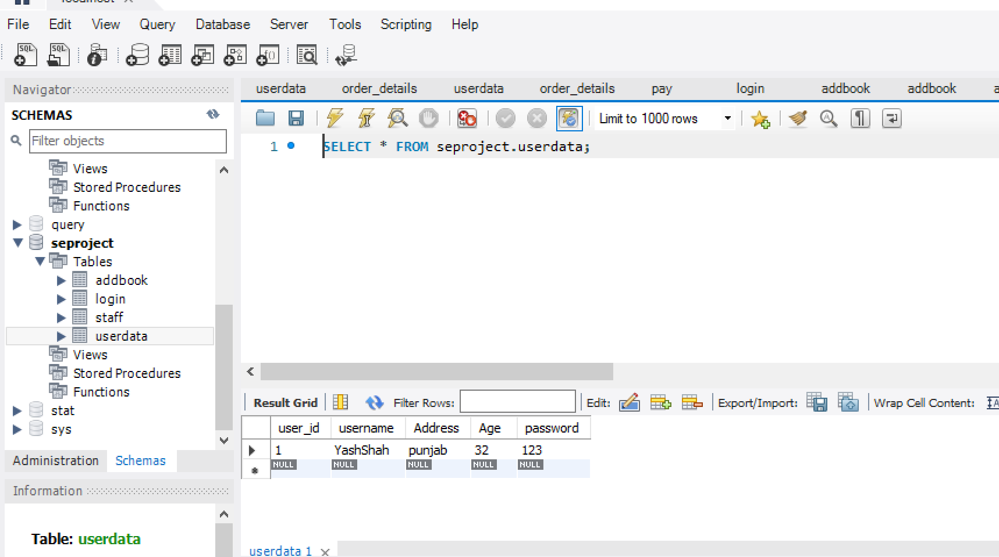 localhost
File Edit View Query Database Server Tools Scripting Help
SQL SQL
Navigator
SCHEMAS
Filter objects
Views
Stored Procedures
Functions
query
seproject
Tables
addbook
login
staff
userdata
Views
Stored Procedures
Functions
stat
sys
Administration Schemas
Information
Table: userdata
userdata order_details userdata order_details pay login addbook addbook
Limit to 1000 rows
1 SELECT * FROM seproject.userdata;
Result Grid Filter Rows: Edit: Export/Import: Wrap Cell Content:
user_id username Address Age password
1 YashShah punjab 32 123
NULL NULL NULL NULL NULL
userdata 1